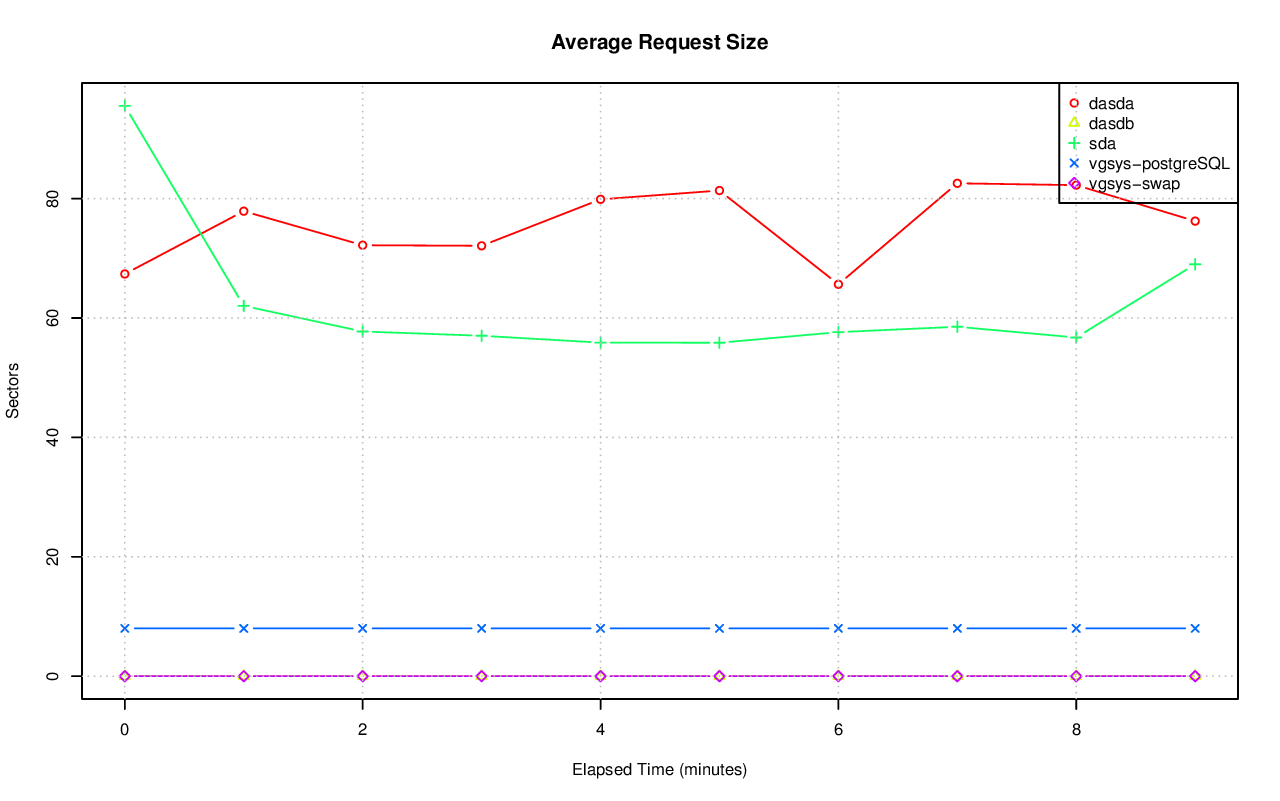 Average Request Size
dasda
dasdb
sda
vgsys−postgreSQL
vgsys−swap
80
60
40
20
0
Sectors
0 2 4 6 8
Elapsed Time (minutes)